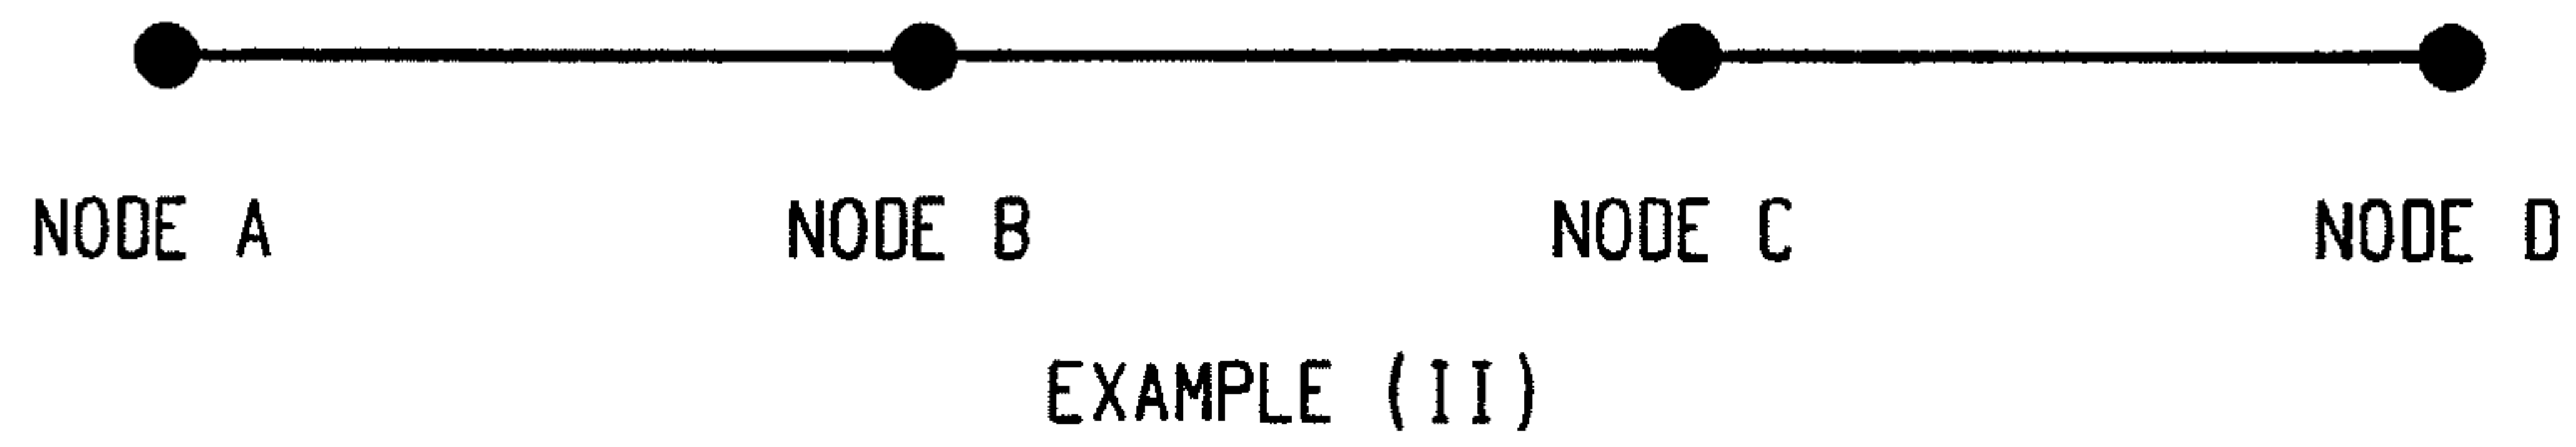 NODE A NODE B NODE C NODE D
EXAMPLE (II)